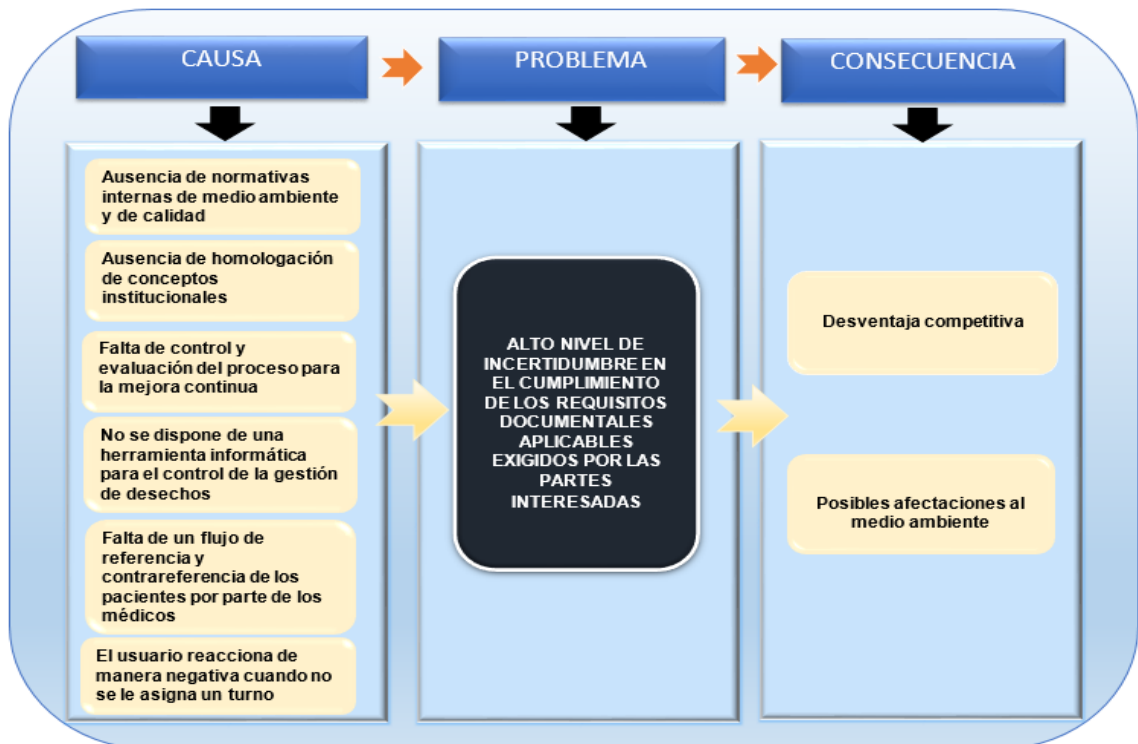 CAUSA
PROBLEMA
CONSECUENCIA
Ausencia de normativas
internas de medio ambiente
y de calidad
Ausencia de homologación
de conceptos
institucionales
Falta de control y
evaluación del proceso para
la mejora continua
No se dispone de una
herramienta informática
para el control de la gestión
de desechos
Falta de un flujo de
referencia y
contrareferencia de los
pacientes por parte de los
médicos
El usuario reacciona de
manera negativa cuando no
se le asigna un turno
ALTO NIVEL DE
INCERTIDUMBRE EN
EL CUMPLIMIENTO
DE LOS REQUISITOS
DOCUMENTALES
APLICABLES
EXIGIDOS POR LAS
PARTES
INTERESADAS
Desventaja competitiva
Posibles afectaciones al
medio ambiente